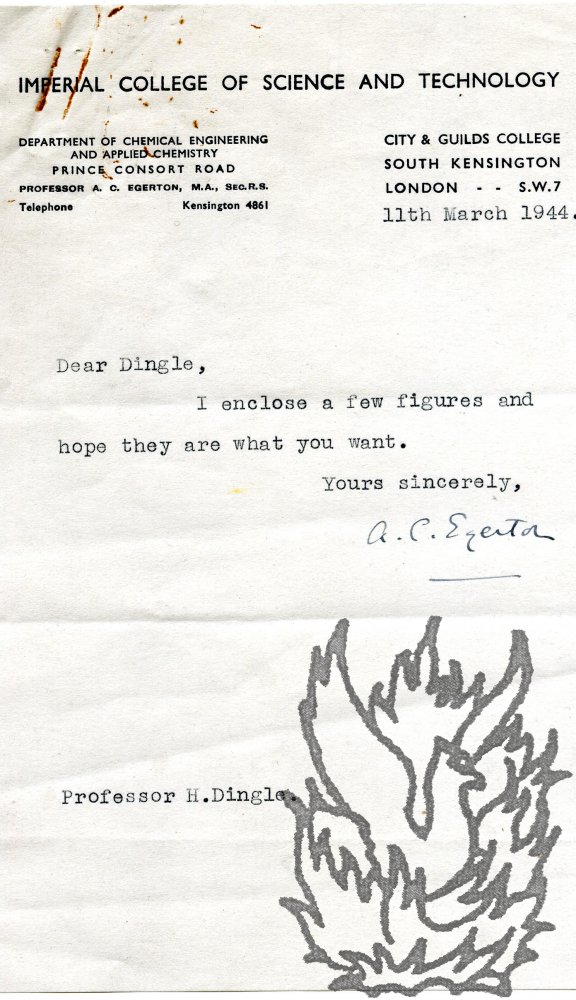 IMPERIAL COLLEGE OF SCIENCE AND TECHNOLOGY
DEPARTMENT OF CHEMICAL ENGINEERING
AND APPLIED CHEMISTRY
PRINCE CONSORT ROAD
PROFESSOR A. C. EGERTON, M.A., SEC.R.S.
Telephone Kensington 4861
CITY & GUILDS COLLEGE
SOUTH KENSINGTON
LONDON - - S.W.7
11th March 1944.
Dear Dingle,
I enclose a few figures and
hope they are what you want.
Yours sincerely,
A. C. Egerton
Professor H.Dingle.